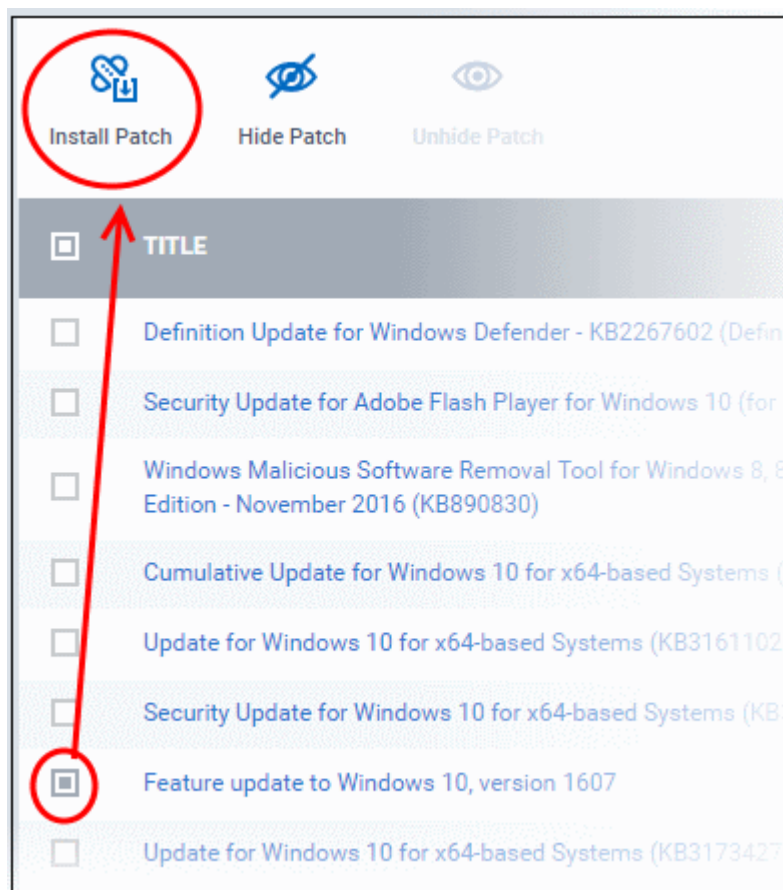 Install Patch
Hide Patch
Unhide Patch
TITLE
Definition Update for Windows Defender - KB2267602 (Defin
Security Update for Adobe Flash Player for Windows 10 (for
Windows Malicious Software Removal Tool for Windows 8, 8
Edition - November 2016 (KB890830)
Cumulative Update for Windows 10 for x64-based Systems (
Update for Windows 10 for x64-based Systems (KB3161102
Security Update for Windows 10 for x64-based Systems (KB
Feature update to Windows 10, version 1607
Update for Windows 10 for x64-based Systems (KB3173427